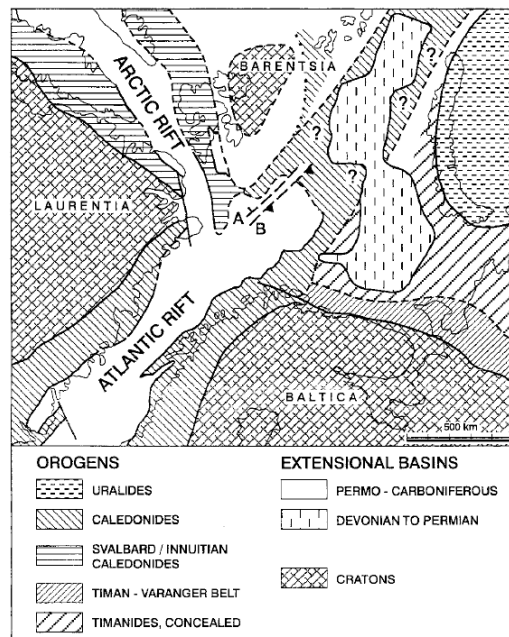 ARCTIC RIFT
BARENTSIA
?
?
?
?
LAURENTIA
A
B
ATLANTIC RIFT
BALTICA
500 km
OROGENS
URALIDES
CALEDONIDES
SVALBARD / INNUITIAN
CALEDONIDES
TIMAN - VARANGER BELT
TIMANIDES, CONCEALED
EXTENSIONAL BASINS
PERMO - CARBONIFEROUS
DEVONIAN TO PERMIAN
CRATONS